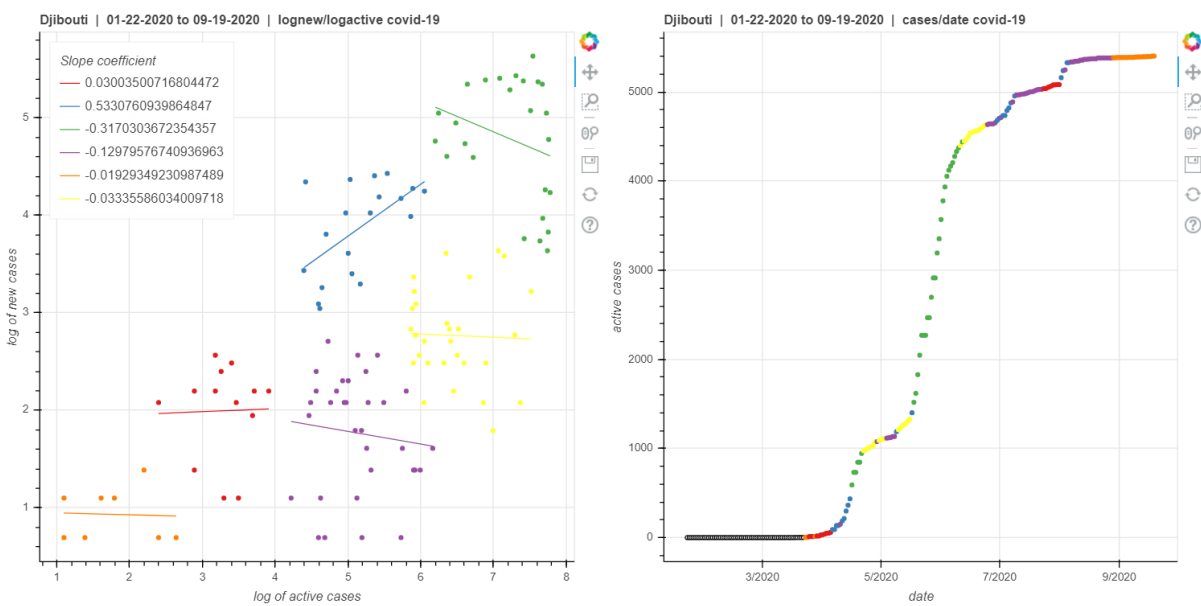 Djibouti | 01-22-2020 to 09-19-2020 | lognew/logactive covid-19
Slope coefficient
0.03003500716804472
0.5330760939864847
-0.3170303672354357
-0.12979576740936963
-0.01929349230987489
-0.03335586034009718
5
4
3
2
1
log of new cases
1 2 3 4 5 6 7 8
log of active cases
Djibouti | 01-22-2020 to 09-19-2020 | cases/date covid-19
5000
4000
3000
2000
1000
0
active cases
3/2020 5/2020 7/2020 9/2020
date